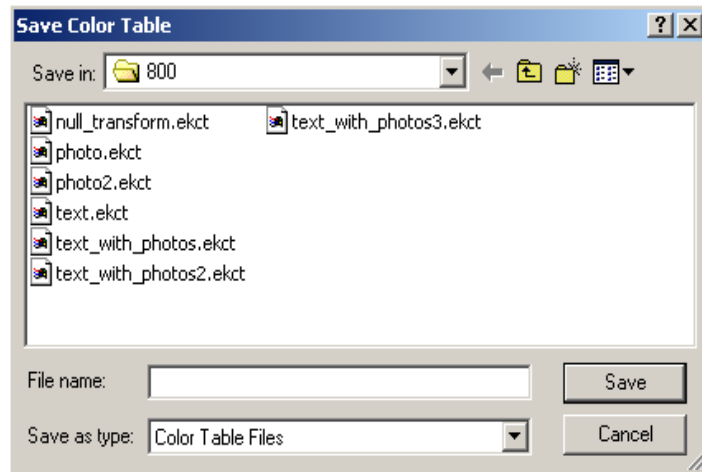 Save Color Table
Save in: 800
null_transform.ekct text_with_photos3.ekct
photo.ekct
photo2.ekct
text.ekct
text_with_photos.ekct
text_with_photos2.ekct
File name: Save
Save as type: Color Table Files Cancel